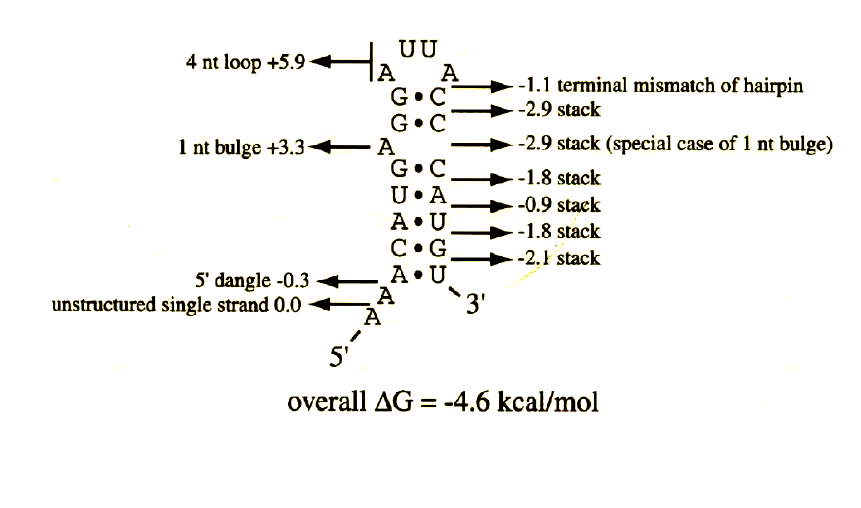 UU
4 nt loop +5.9
A A
-1.1 terminal mismatch of hairpin
G•C
-2.9 stack
G•C
1 nt bulge +3.3
A
-2.9 stack (special case of 1 nt bulge)
G•C
-1.8 stack
U•A
-0.9 stack
A•U
-1.8 stack
C•G
-2.1 stack
5' dangle -0.3
A•U
A
3'
unstructured single strand 0.0
A
5'
overall ΔG = -4.6 kcal/mol